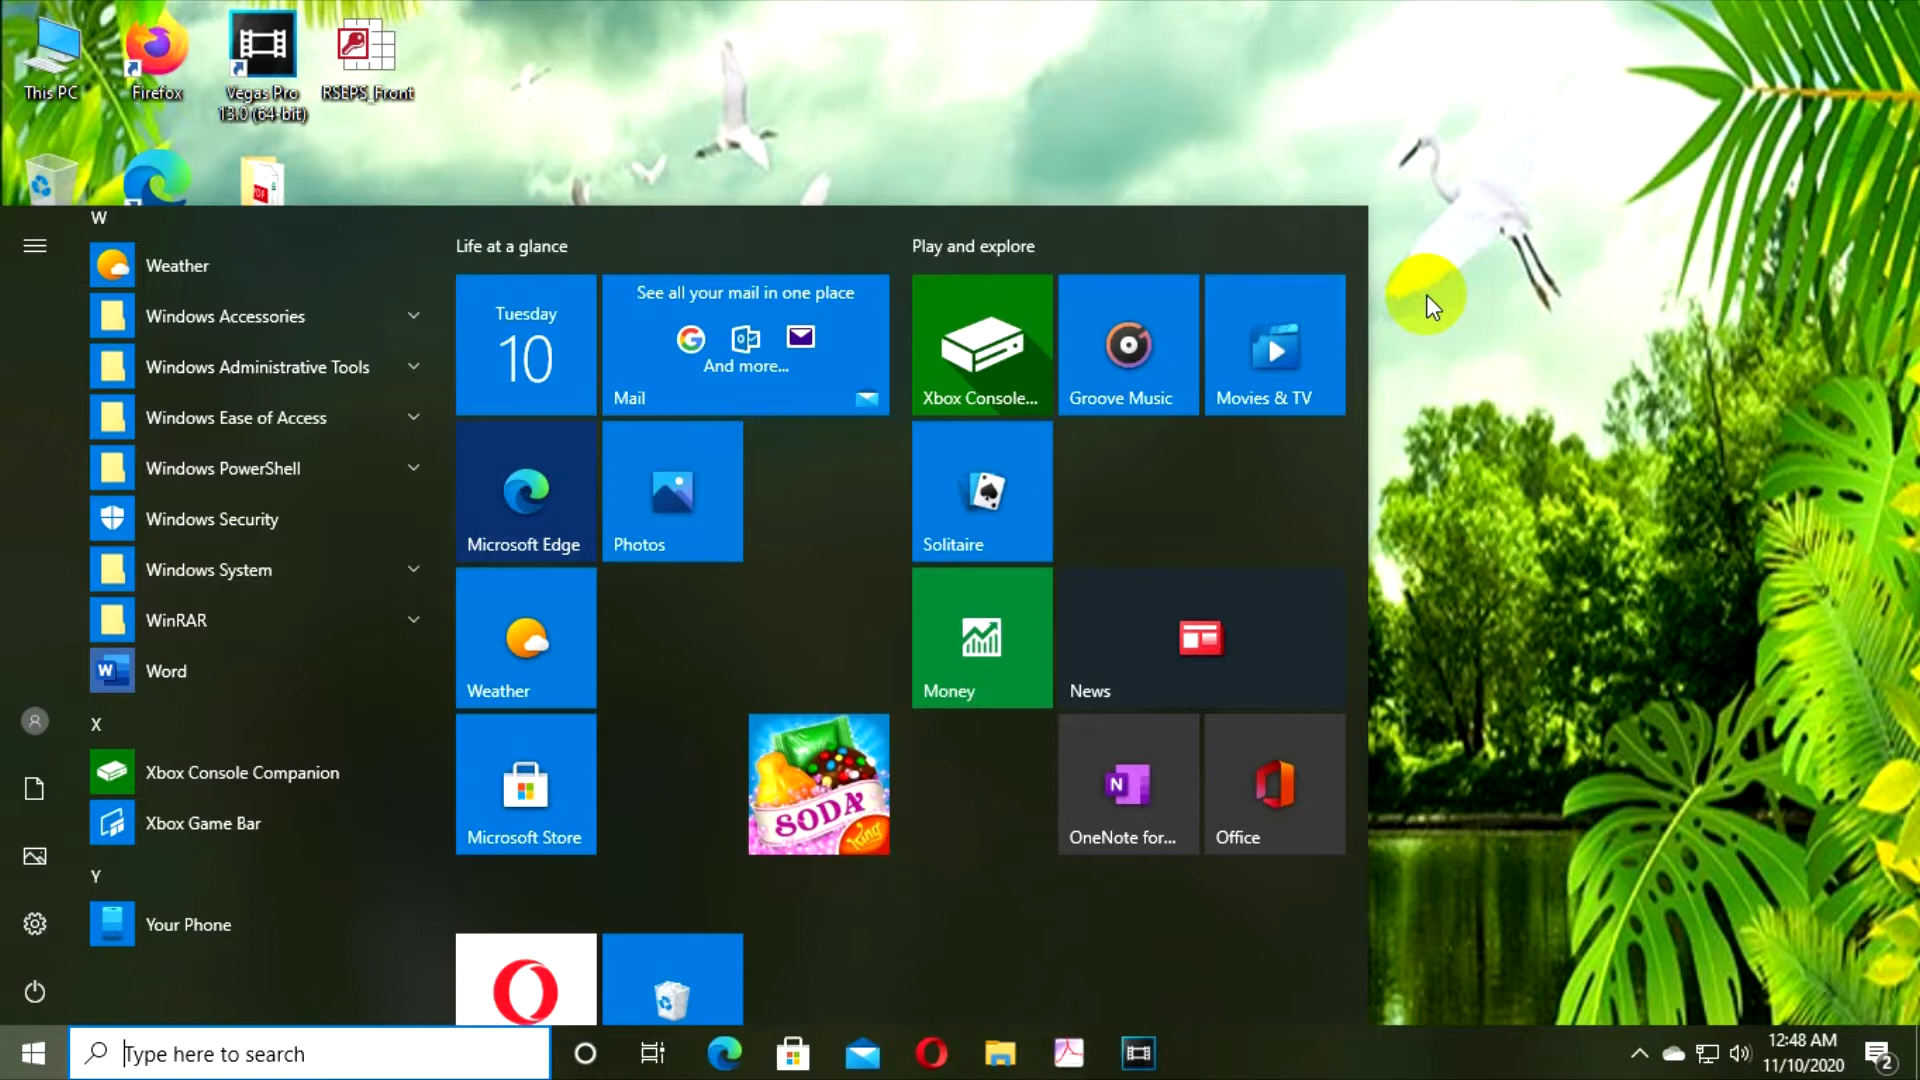 This PC
Firefox
Vegas Pro
13.0 (64-bit)
RSEPS_Front
PDF
W
Weather
Windows Accessories
Windows Administrative Tools
Windows Ease of Access
Windows PowerShell
Windows Security
Windows System
WinRAR
W
Word
X
Xbox Console Companion
Xbox Game Bar
Y
Your Phone
Life at a glance
Tuesday
10
See all your mail in one place
And more...
Mail
Microsoft Edge
Photos
Weather
Microsoft Store
SODA
King
Play and explore
Xbox Console...
Groove Music
Movies & TV
Solitaire
Money
News
N
OneNote for...
Office
Type here to search
12:48 AM
11/10/2020
2